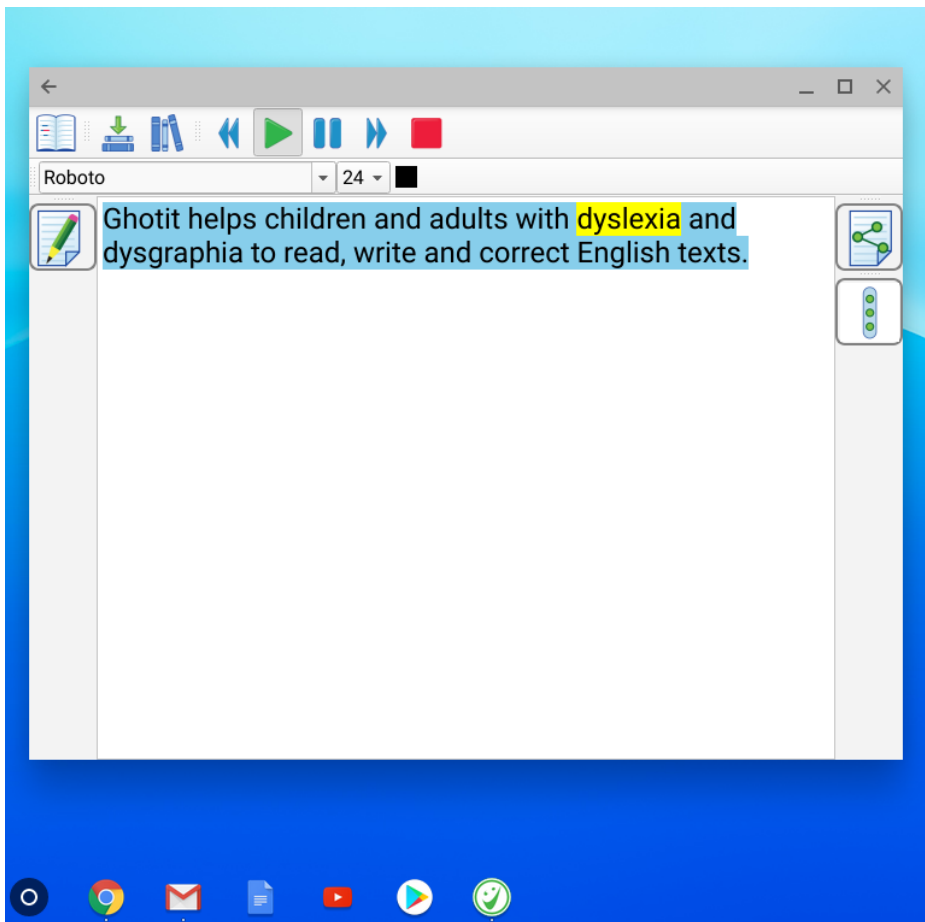 Roboto
24
Ghotit helps children and adults with dyslexia and
dysgraphia to read, write and correct English texts.